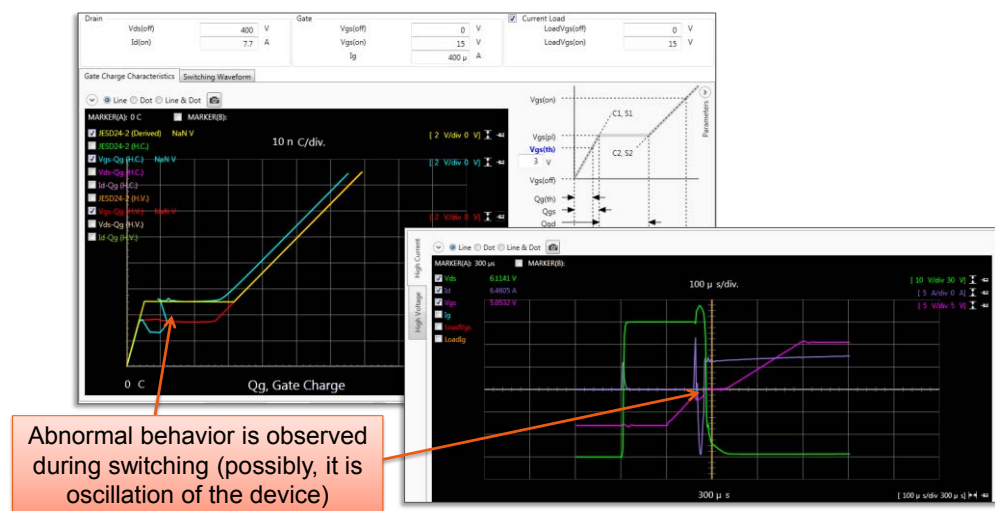 Drain
Vds(off) 400 V
Id(on) 7.7 A
Gate
Vgs(off) 0 V
Vgs(on) 15 V
Ig 400 μ A
Current Load
LoadVgs(off) 0 V
LoadVgs(on) 15 V
Gate Charge Characteristics Switching Waveform
Line Dot Line & Dot
MARKER(A): 0 C MARKER(B):
JESD24-2 (Derived) NaN V
JESD24-2 (H.C.)
Vgs-Qg (H.C.) NaN V
Vds-Qg (H.C.)
Id-Qg (H.C.)
JESD24-2 (H.V.)
Vgs-Qg (H.V.) NaN V
Vds-Qg (H.V.)
Id-Qg (H.V.)
10 n C/div.
[ 2 V/div 0 V]
[ 2 V/div 0 V]
[ 2 V/div 0 V]
0 C Qg, Gate Charge
Vgs(on)
C1, S1
Vgs(pl)
Vgs(th)
3 V
C2, S2
Vgs(off)
Qg(th)
Qgs
Qgd
Parameters
High Current
High Voltage
Line Dot Line & Dot
MARKER(A): 300 μs MARKER(B):
Vds 6.1141 V
Id 6.4605 A
Vgs 5.0532 V
Ig
LoadVgs
LoadIg
100 μ s/div.
[ 10 V/div 30 V]
[ 5 A/div 0 A]
[ 5 V/div 5 V]
300 μ s
[ 100 μ s/div 300 μ s]
Abnormal behavior is observed
during switching (possibly, it is
oscillation of the device)